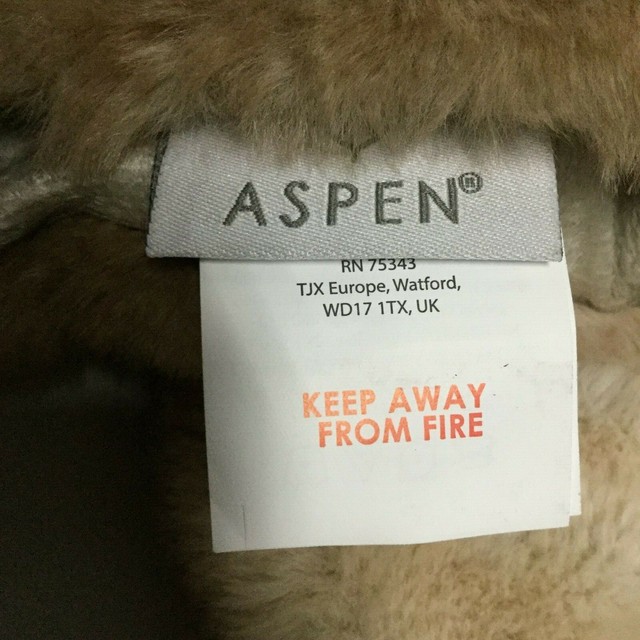 ASPEN®
RN 75343
TJX Europe, Watford,
WD17 1TX, UK
KEEP AWAY
FROM FIRE